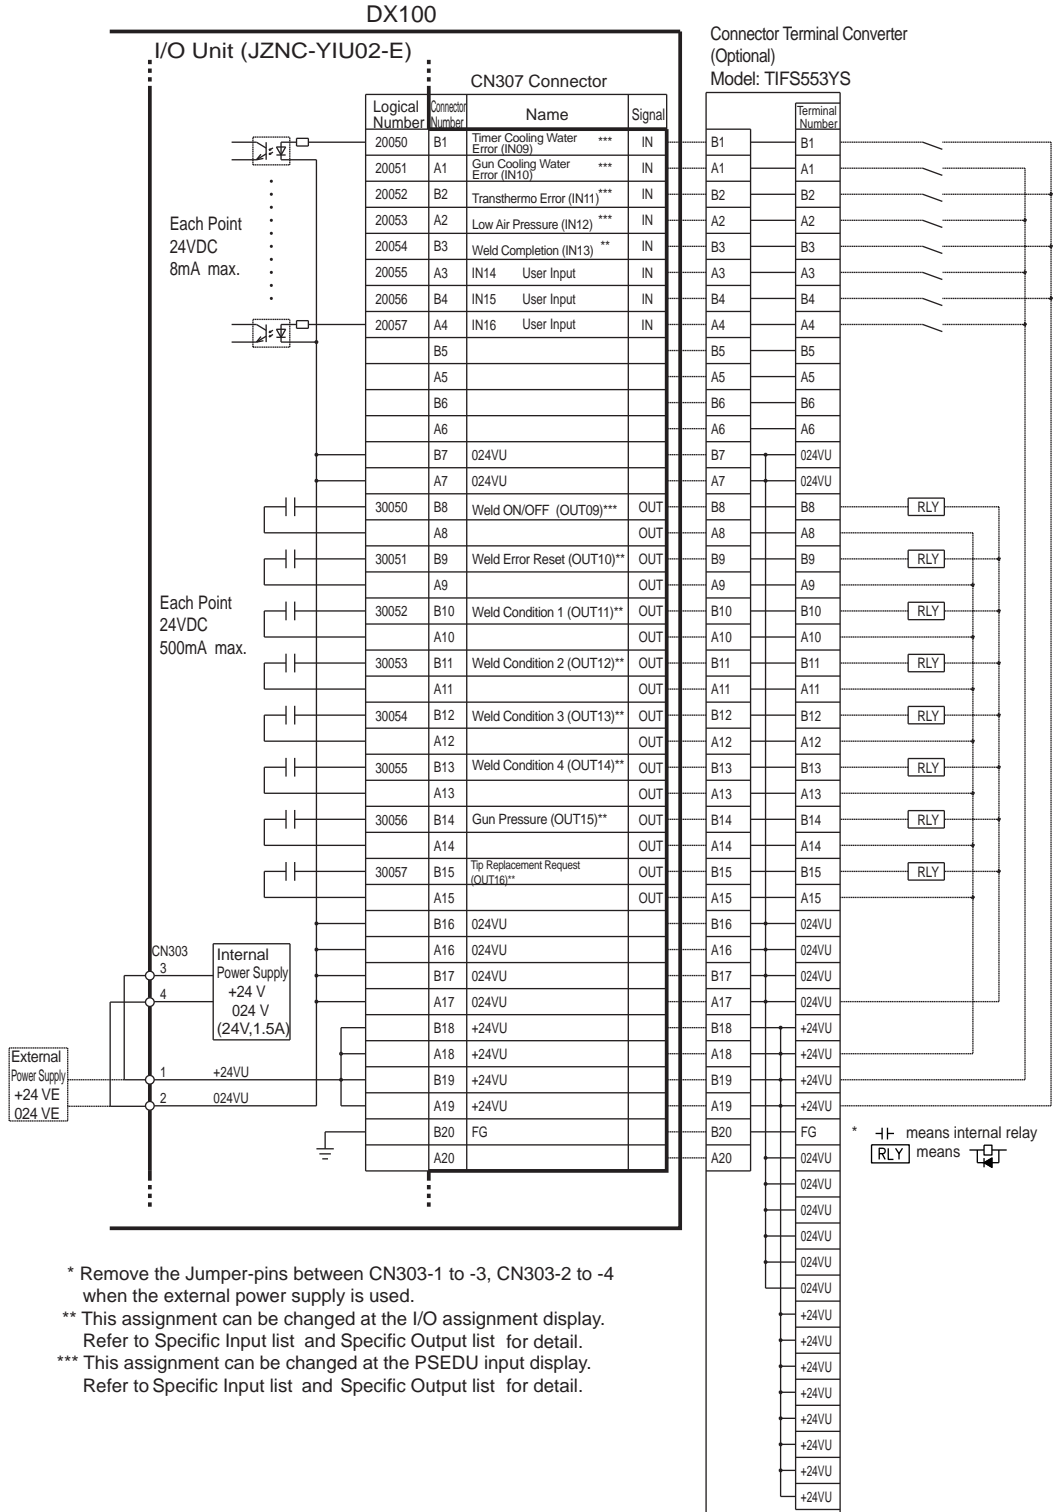 DX100
I/O Unit (JZNC-YIU02-E)
CN307 Connector
Connector Terminal Converter
(Optional)
Model: TIFS553YS
Logical Number Connector Number Name Signal Terminal Number
20050 B1 Timer Cooling Water Error (IN09) *** IN B1 B1
20051 A1 Gun Cooling Water Error (IN10) *** IN A1 A1
20052 B2 Transthermo Error (IN11)*** IN B2 B2
20053 A2 Low Air Pressure (IN12) *** IN A2 A2
20054 B3 Weld Completion (IN13) ** IN B3 B3
20055 A3 IN14 User Input IN A3 A3
20056 B4 IN15 User Input IN B4 B4
20057 A4 IN16 User Input IN A4 A4
B5 B5 B5
A5 A5 A5
B6 B6 B6
A6 A6 A6
B7 024VU B7 024VU
A7 024VU A7 024VU
30050 B8 Weld ON/OFF (OUT09)*** OUT B8 B8 RLY
A8 OUT A8 A8
30051 B9 Weld Error Reset (OUT10)** OUT B9 B9 RLY
A9 OUT A9 A9
30052 B10 Weld Condition 1 (OUT11)** OUT B10 B10 RLY
A10 OUT A10 A10
30053 B11 Weld Condition 2 (OUT12)** OUT B11 B11 RLY
A11 OUT A11 A11
30054 B12 Weld Condition 3 (OUT13)** OUT B12 B12 RLY
A12 OUT A12 A12
30055 B13 Weld Condition 4 (OUT14)** OUT B13 B13 RLY
A13 OUT A13 A13
30056 B14 Gun Pressure (OUT15)** OUT B14 B14 RLY
A14 OUT A14 A14
30057 B15 Tip Replacement Request (OUT16)** OUT B15 B15 RLY
A15 OUT A15 A15
B16 024VU B16 024VU
A16 024VU A16 024VU
B17 024VU B17 024VU
A17 024VU A17 024VU
B18 +24VU B18 +24VU
A18 +24VU A18 +24VU
B19 +24VU B19 +24VU
A19 +24VU A19 +24VU
B20 FG B20 FG
A20 A20 024VU
024VU
024VU
024VU
024VU
024VU
+24VU
+24VU
+24VU
+24VU
+24VU
+24VU
+24VU
+24VU
Each Point
24VDC
8mA max.
Each Point
24VDC
500mA max.
CN303
3
4
Internal
Power Supply
+24 V
024 V
(24V,1.5A)
External
Power Supply
+24 VE
024 VE
1 +24VU
2 024VU
* means internal relay
RLY means
* Remove the Jumper-pins between CN303-1 to -3, CN303-2 to -4
when the external power supply is used.
** This assignment can be changed at the I/O assignment display.
Refer to Specific Input list and Specific Output list for detail.
*** This assignment can be changed at the PSEDU input display.
Refer to Specific Input list and Specific Output list for detail.